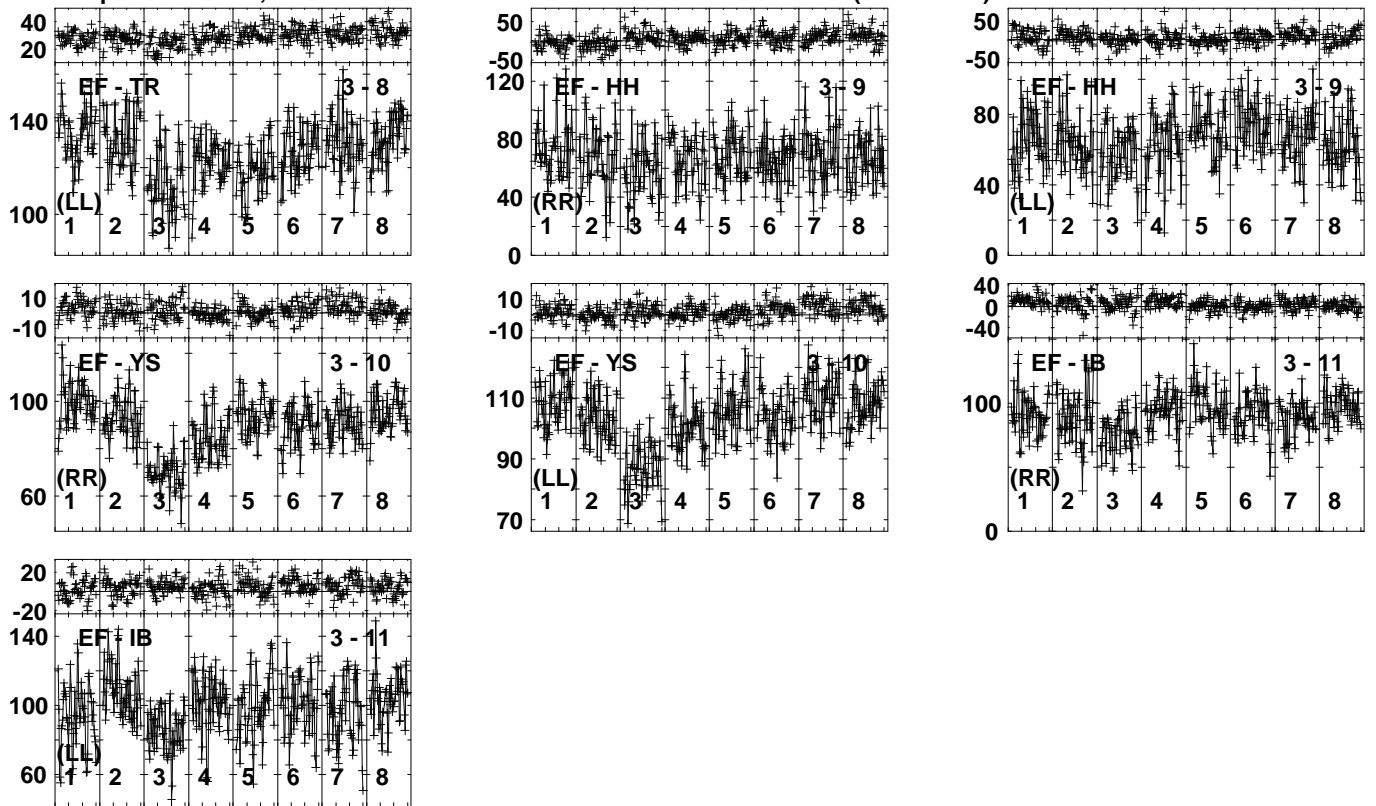 40
20
EF - TR 3 - 8
140
100
(LL)
1 2 3 4 5 6 7 8
50
-50
EF - HH 3 - 9
120
80
40
0
(RR)
1 2 3 4 5 6 7 8
50
-50
EF - HH 3 - 9
80
40
0
(LL)
1 2 3 4 5 6 7 8
10
-10
EF - YS 3 - 10
100
60
(RR)
1 2 3 4 5 6 7 8
10
-10
EF - YS 3 - 10
110
90
70
(LL)
1 2 3 4 5 6 7 8
40
0
-40
EF - IB 3 - 11
100
0
(RR)
1 2 3 4 5 6 7 8
20
-20
EF - IB 3 - 11
140
100
60
(LL)
1 2 3 4 5 6 7 8